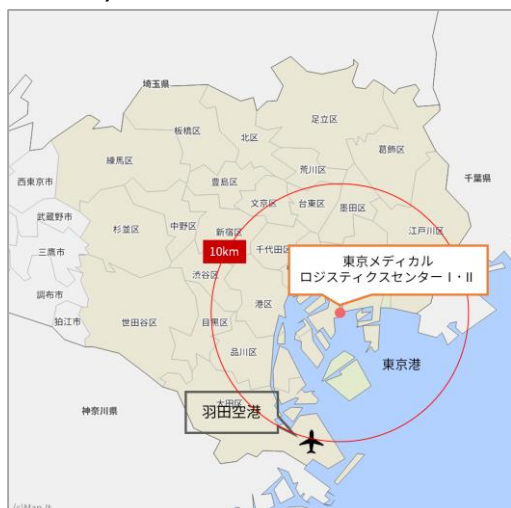 埼玉県
足立区
板橋区
北区
葛飾区
練馬区
荒川区
西東京市
豊島区
千葉県
文京区
台東区
墨田区
武蔵野市
杉並区
中野区
新宿区
江戸川区
10km
千代田区
三鷹市
東京メディカル
ロジスティクスセンターⅠ・Ⅱ
渋谷区
調布市
港区
狛江市
世田谷区
目黒区
品川区
東京港
大田区
神奈川県
羽田空港